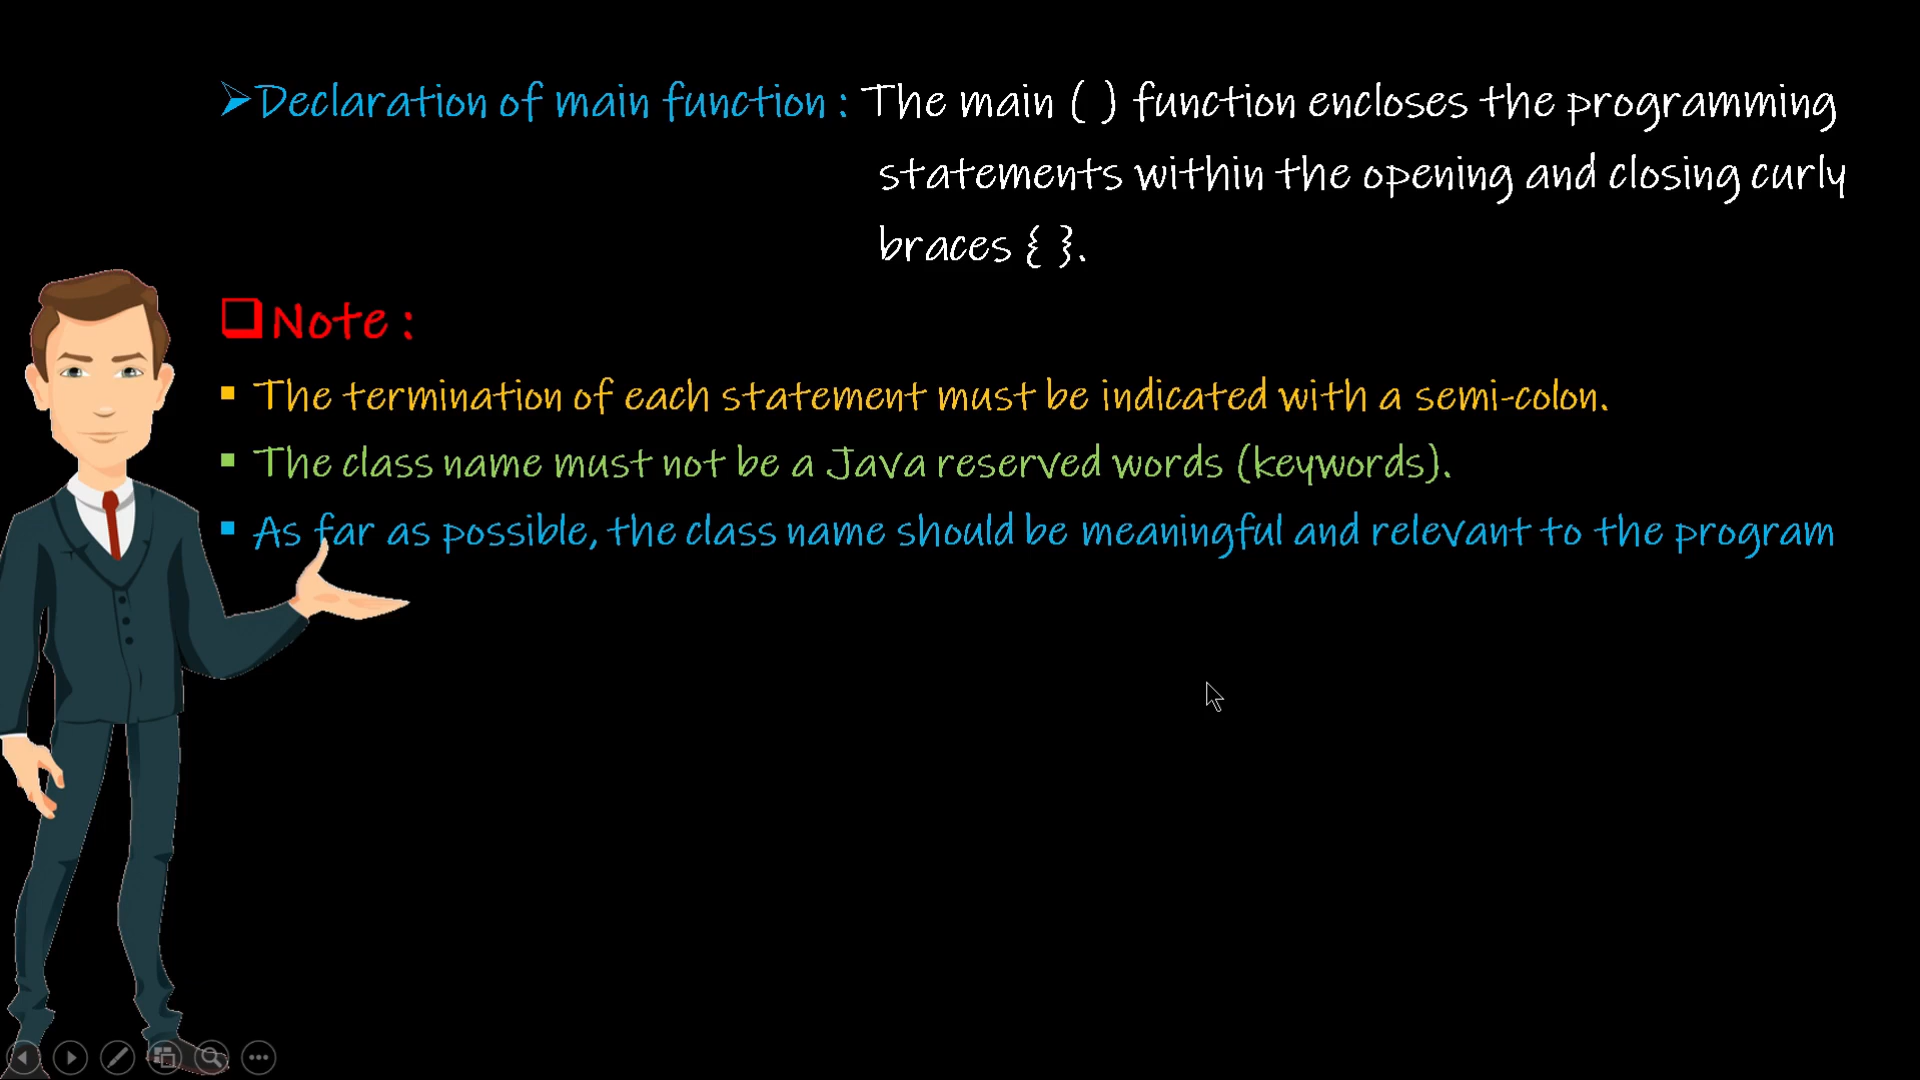 ➢Declaration of main function : The main ( ) function encloses the programming
statements within the opening and closing curly
braces { }.
❑Note :
▪ The termination of each statement must be indicated with a semi-colon.
▪ The class name must not be a Java reserved words (keywords).
▪ As far as possible, the class name should be meaningful and relevant to the program